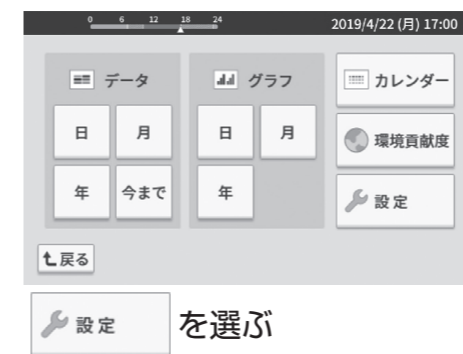 0 6 12 18 24
2019/4/22 (月) 17:00
データ
グラフ
カレンダー
日 月
日 月
環境貢献度
年 今まで
年
設定
戻る
設定 を選ぶ